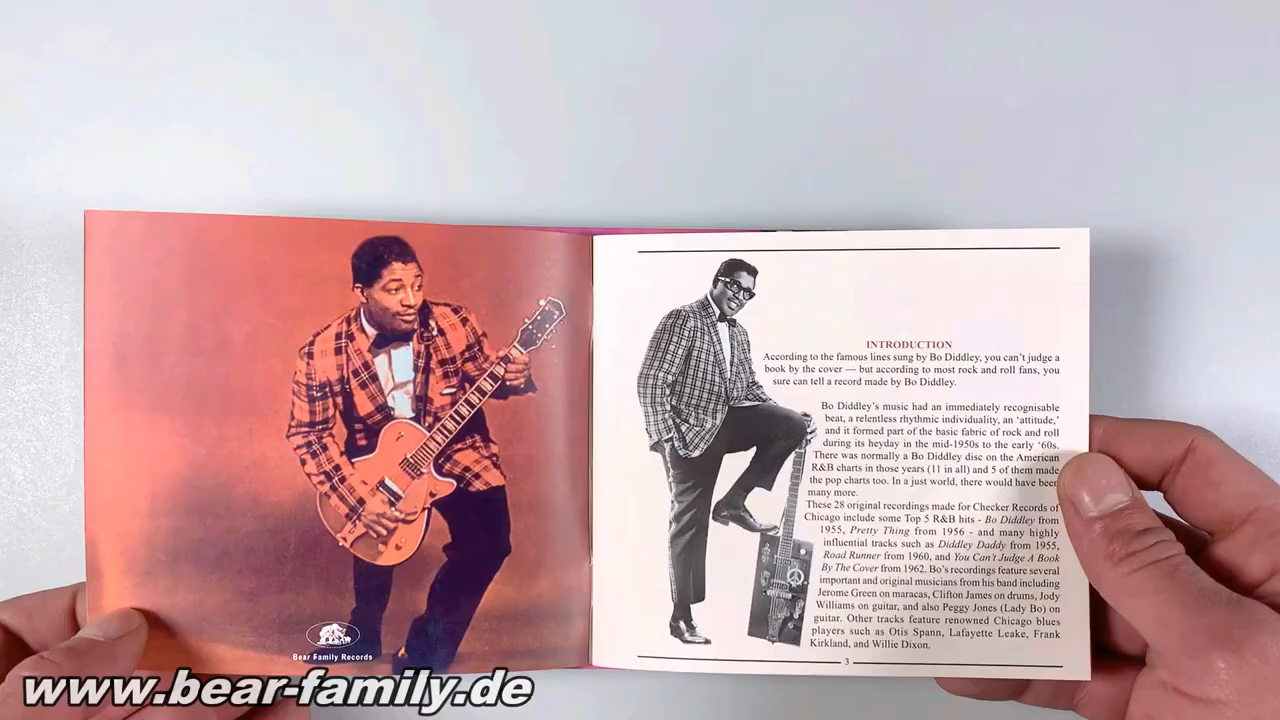 INTRODUCTION
According to the famous lines sung by Bo Diddley, you can't judge a
book by the cover — but according to most rock and roll fans, you
sure can tell a record made by Bo Diddley.
Bo Diddley's music had an immediately recognisable
beat, a relentless rhythmic individuality, an 'attitude,'
and it formed part of the basic fabric of rock and roll
during its heyday in the mid-1950s to the early '60s.
There was normally a Bo Diddley disc on the American
R&B charts in those years (11 in all) and 5 of them made
the pop charts too. In a just world, there would have been
many more.
These 28 original recordings made for Checker Records of
Chicago include some Top 5 R&B hits - Bo Diddley from
1955, Pretty Thing from 1956 - and many highly
influential tracks such as Diddley Daddy from 1955,
Road Runner from 1960, and You Can't Judge A Book
By The Cover from 1962. Bo's recordings feature several
important and original musicians from his band including
Jerome Green on maracas, Clifton James on drums, Jody
Williams on guitar, and also Peggy Jones (Lady Bo) on
guitar. Other tracks feature renowned Chicago blues
players such as Otis Spann, Lafayette Leake, Frank
Kirkland, and Willie Dixon.
3
Bear Family Records
www.bear-family.de